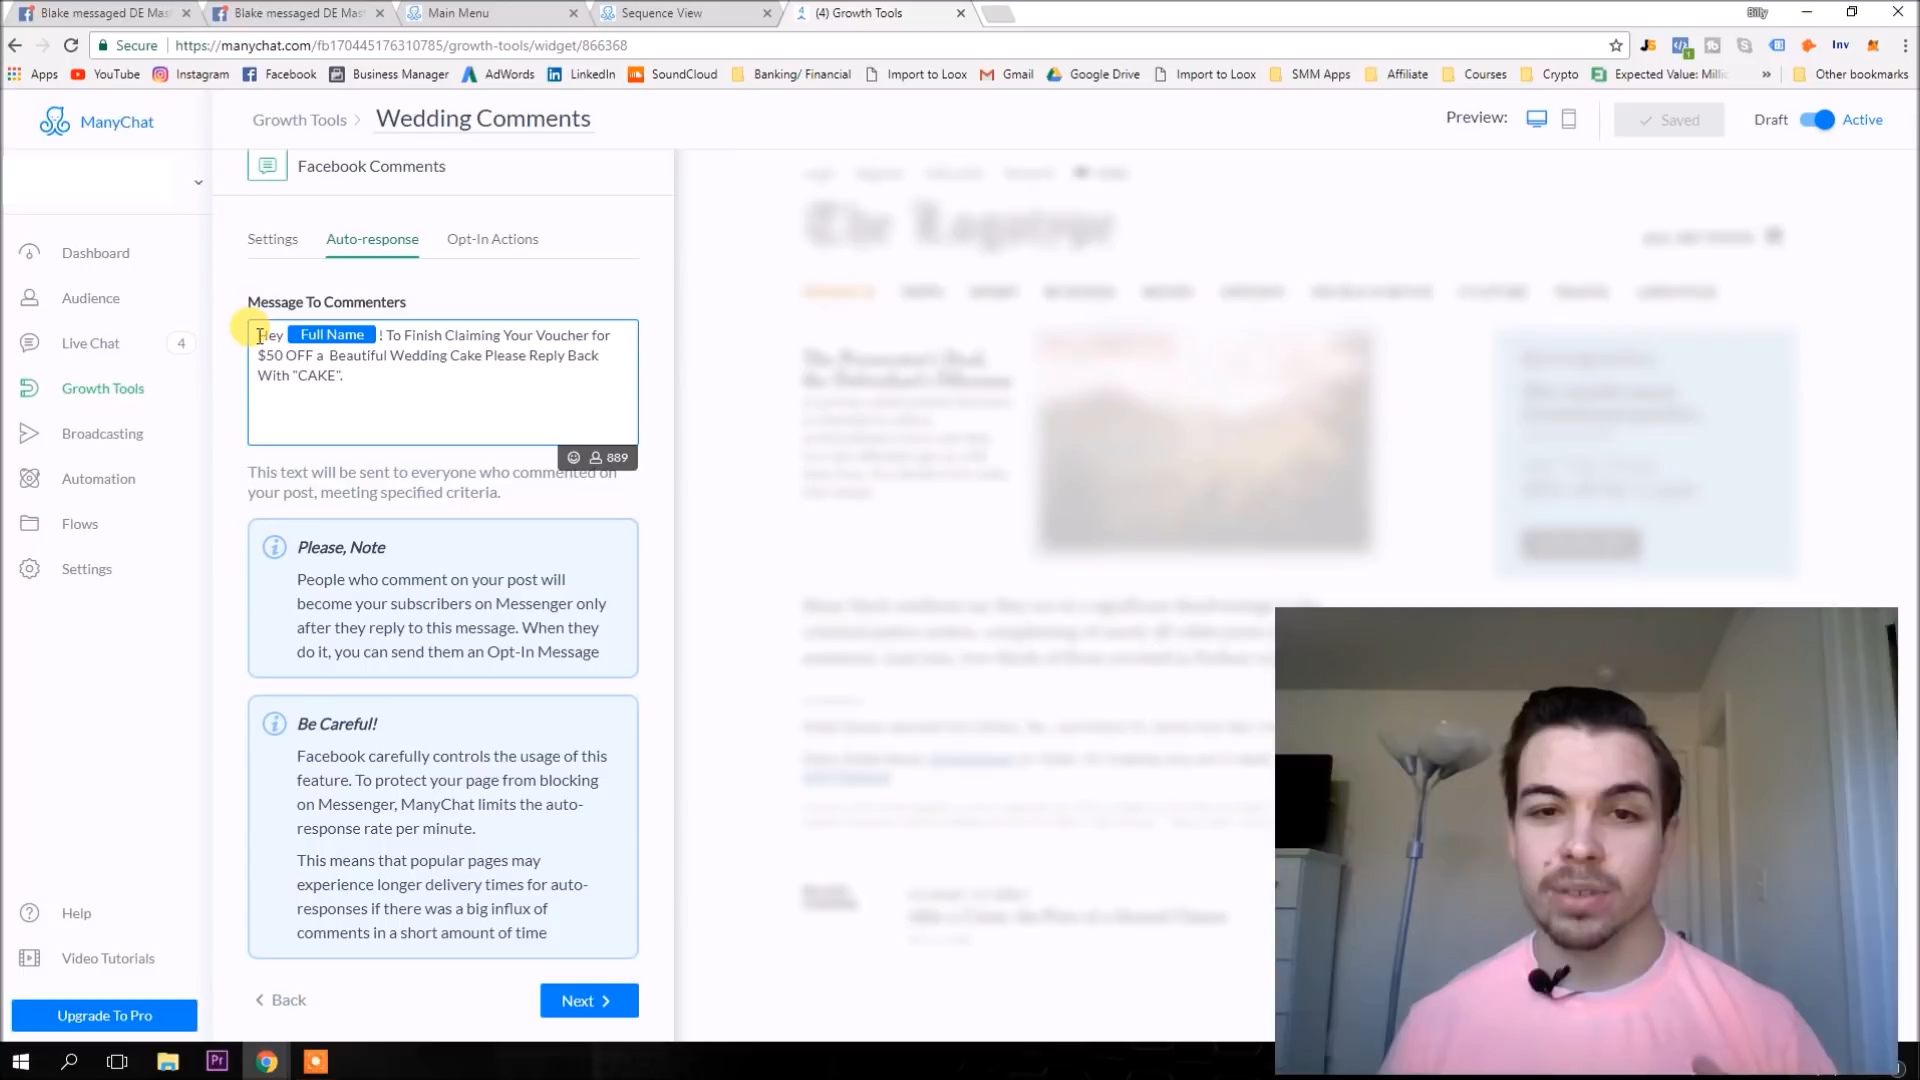 Blake messaged DE Mas
Blake messaged DE Mas
Main Menu
Sequence View
(4) Growth Tools
Billy
Secure
https://manychat.com/fb170445176310785/growth-tools/widget/866368
Inv
Apps
YouTube
Instagram
Facebook
Business Manager
AdWords
LinkedIn
SoundCloud
Banking/ Financial
Import to Loox
Gmail
Google Drive
Import to Loox
SMM Apps
Affiliate
Courses
Crypto
Expected Value: Milli
»
Other bookmarks
ManyChat
Growth Tools >
Wedding Comments
Preview:
Saved
Draft
Active
Facebook Comments
Settings
Auto-response
Opt-In Actions
Dashboard
Audience
Live Chat
4
Growth Tools
Broadcasting
Automation
Flows
Settings
Help
Video Tutorials
Upgrade To Pro
Message To Commenters
Hey Full Name ! To Finish Claiming Your Voucher for
$50 OFF a Beautiful Wedding Cake Please Reply Back
With "CAKE".
889
This text will be sent to everyone who commented on
your post, meeting specified criteria.
Please, Note
People who comment on your post will
become your subscribers on Messenger only
after they reply to this message. When they
do it, you can send them an Opt-In Message
Be Careful!
Facebook carefully controls the usage of this
feature. To protect your page from blocking
on Messenger, ManyChat limits the auto-
response rate per minute.
This means that popular pages may
experience longer delivery times for auto-
responses if there was a big influx of
comments in a short amount of time
Back
Next
The Logotype
Pr